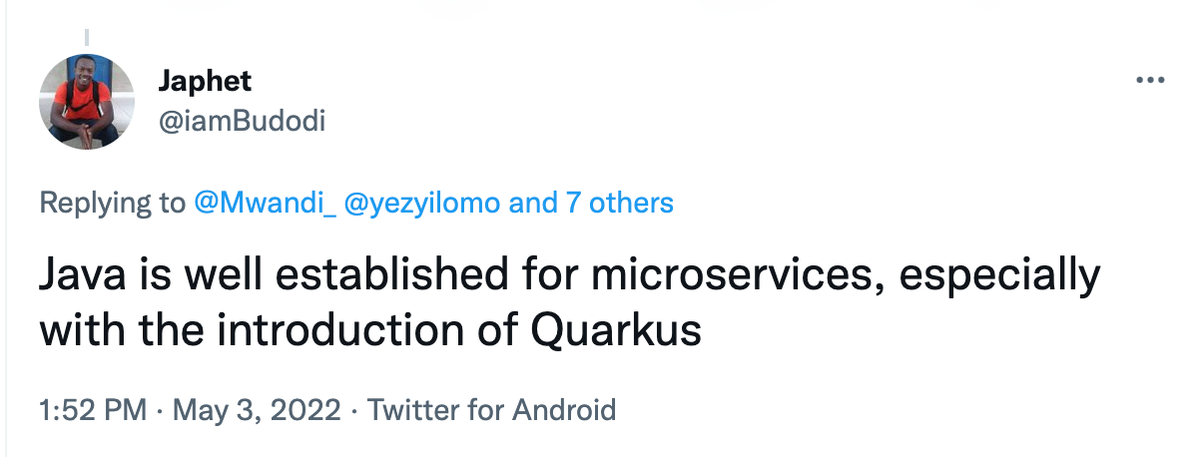 Japhet
@iamBudodi
Replying to @Mwandi_ @yezyilomo and 7 others
Java is well established for microservices, especially
with the introduction of Quarkus
1:52 PM · May 3, 2022 · Twitter for Android